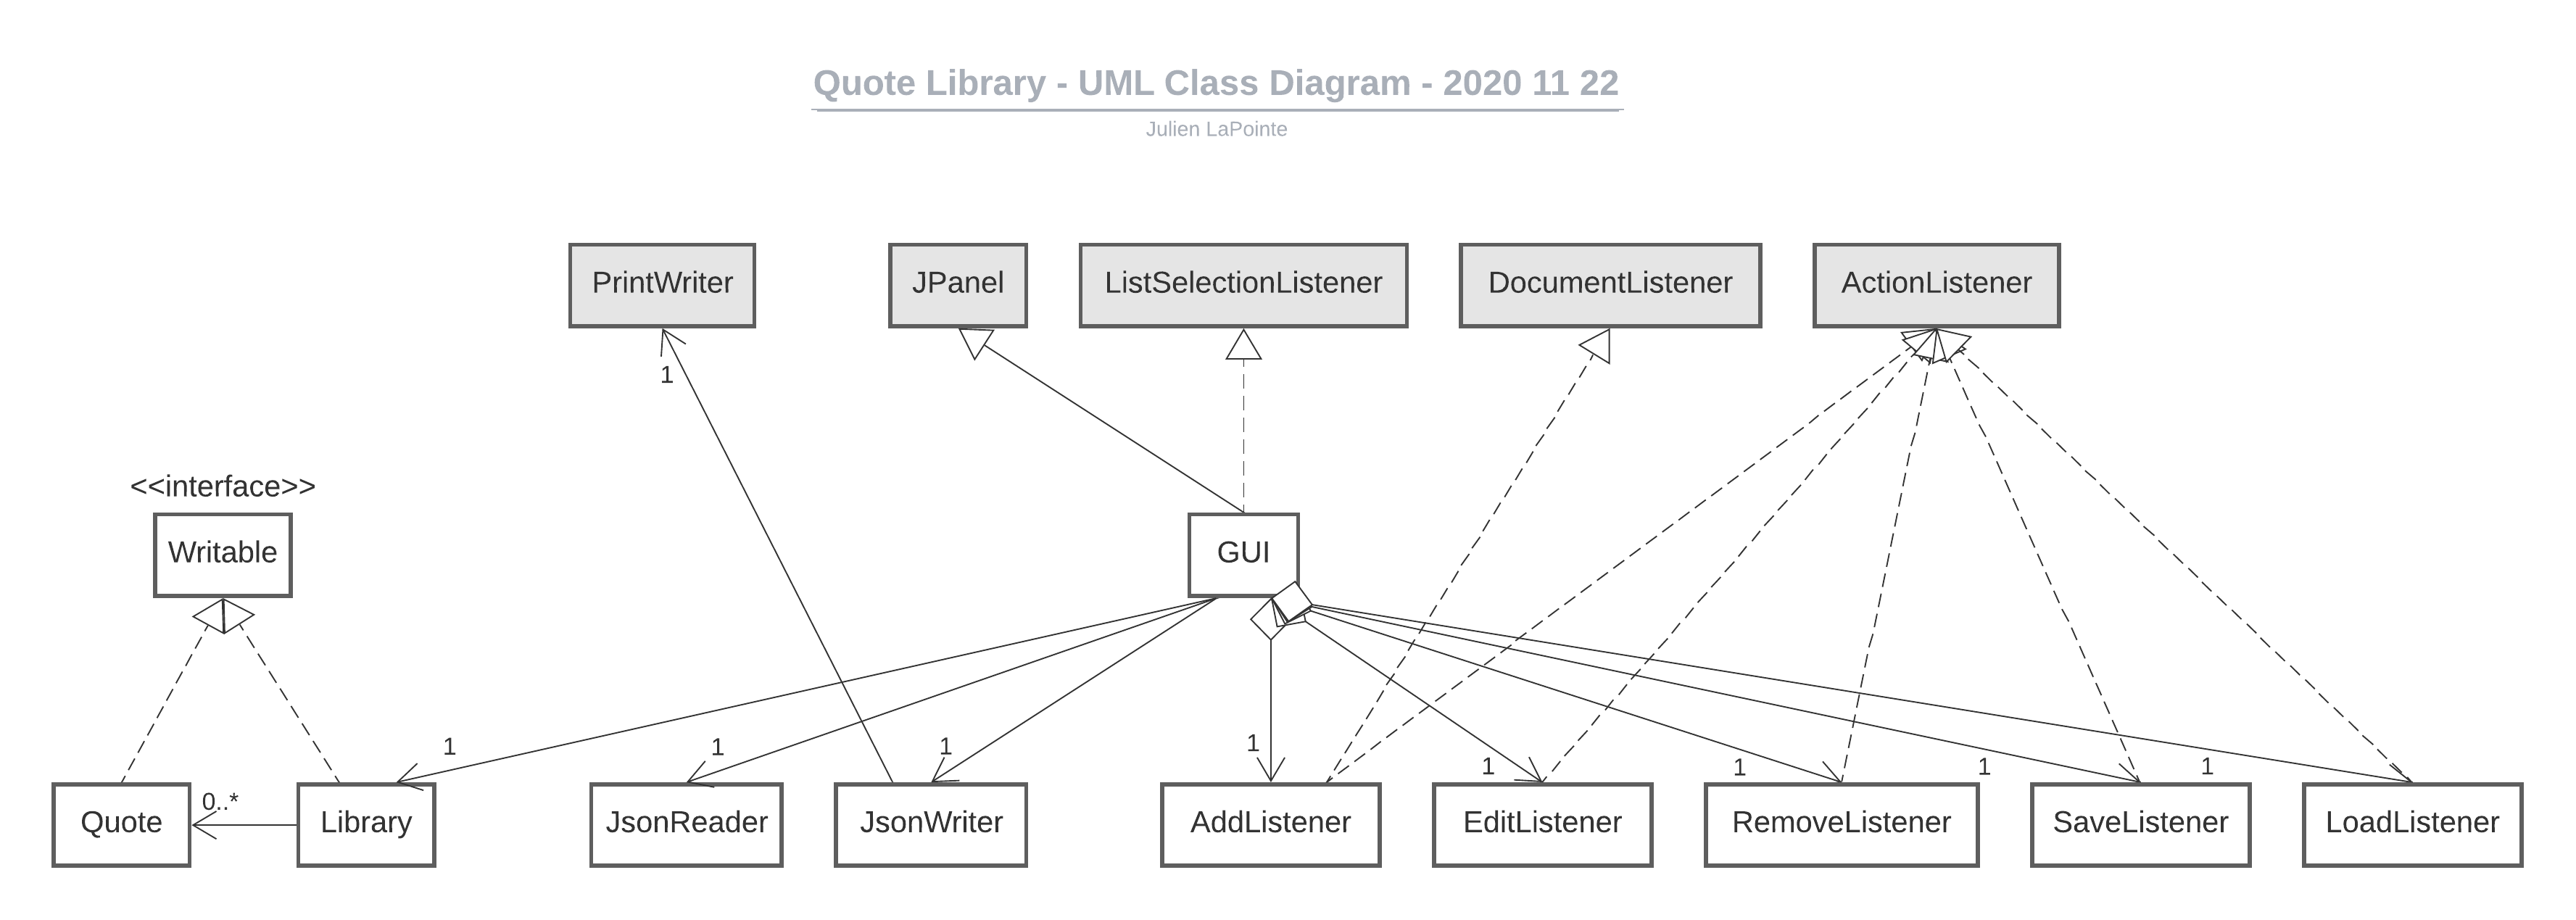 Quote Library - UML Class Diagram - 2020 11 22
Julien LaPointe
PrintWriter
JPanel
ListSelectionListener
DocumentListener
ActionListener
1
<<interface>>
Writable
GUI
1
1
1
1
1
1
1
1
0..*
Quote
Library
JsonReader
JsonWriter
AddListener
EditListener
RemoveListener
SaveListener
LoadListener